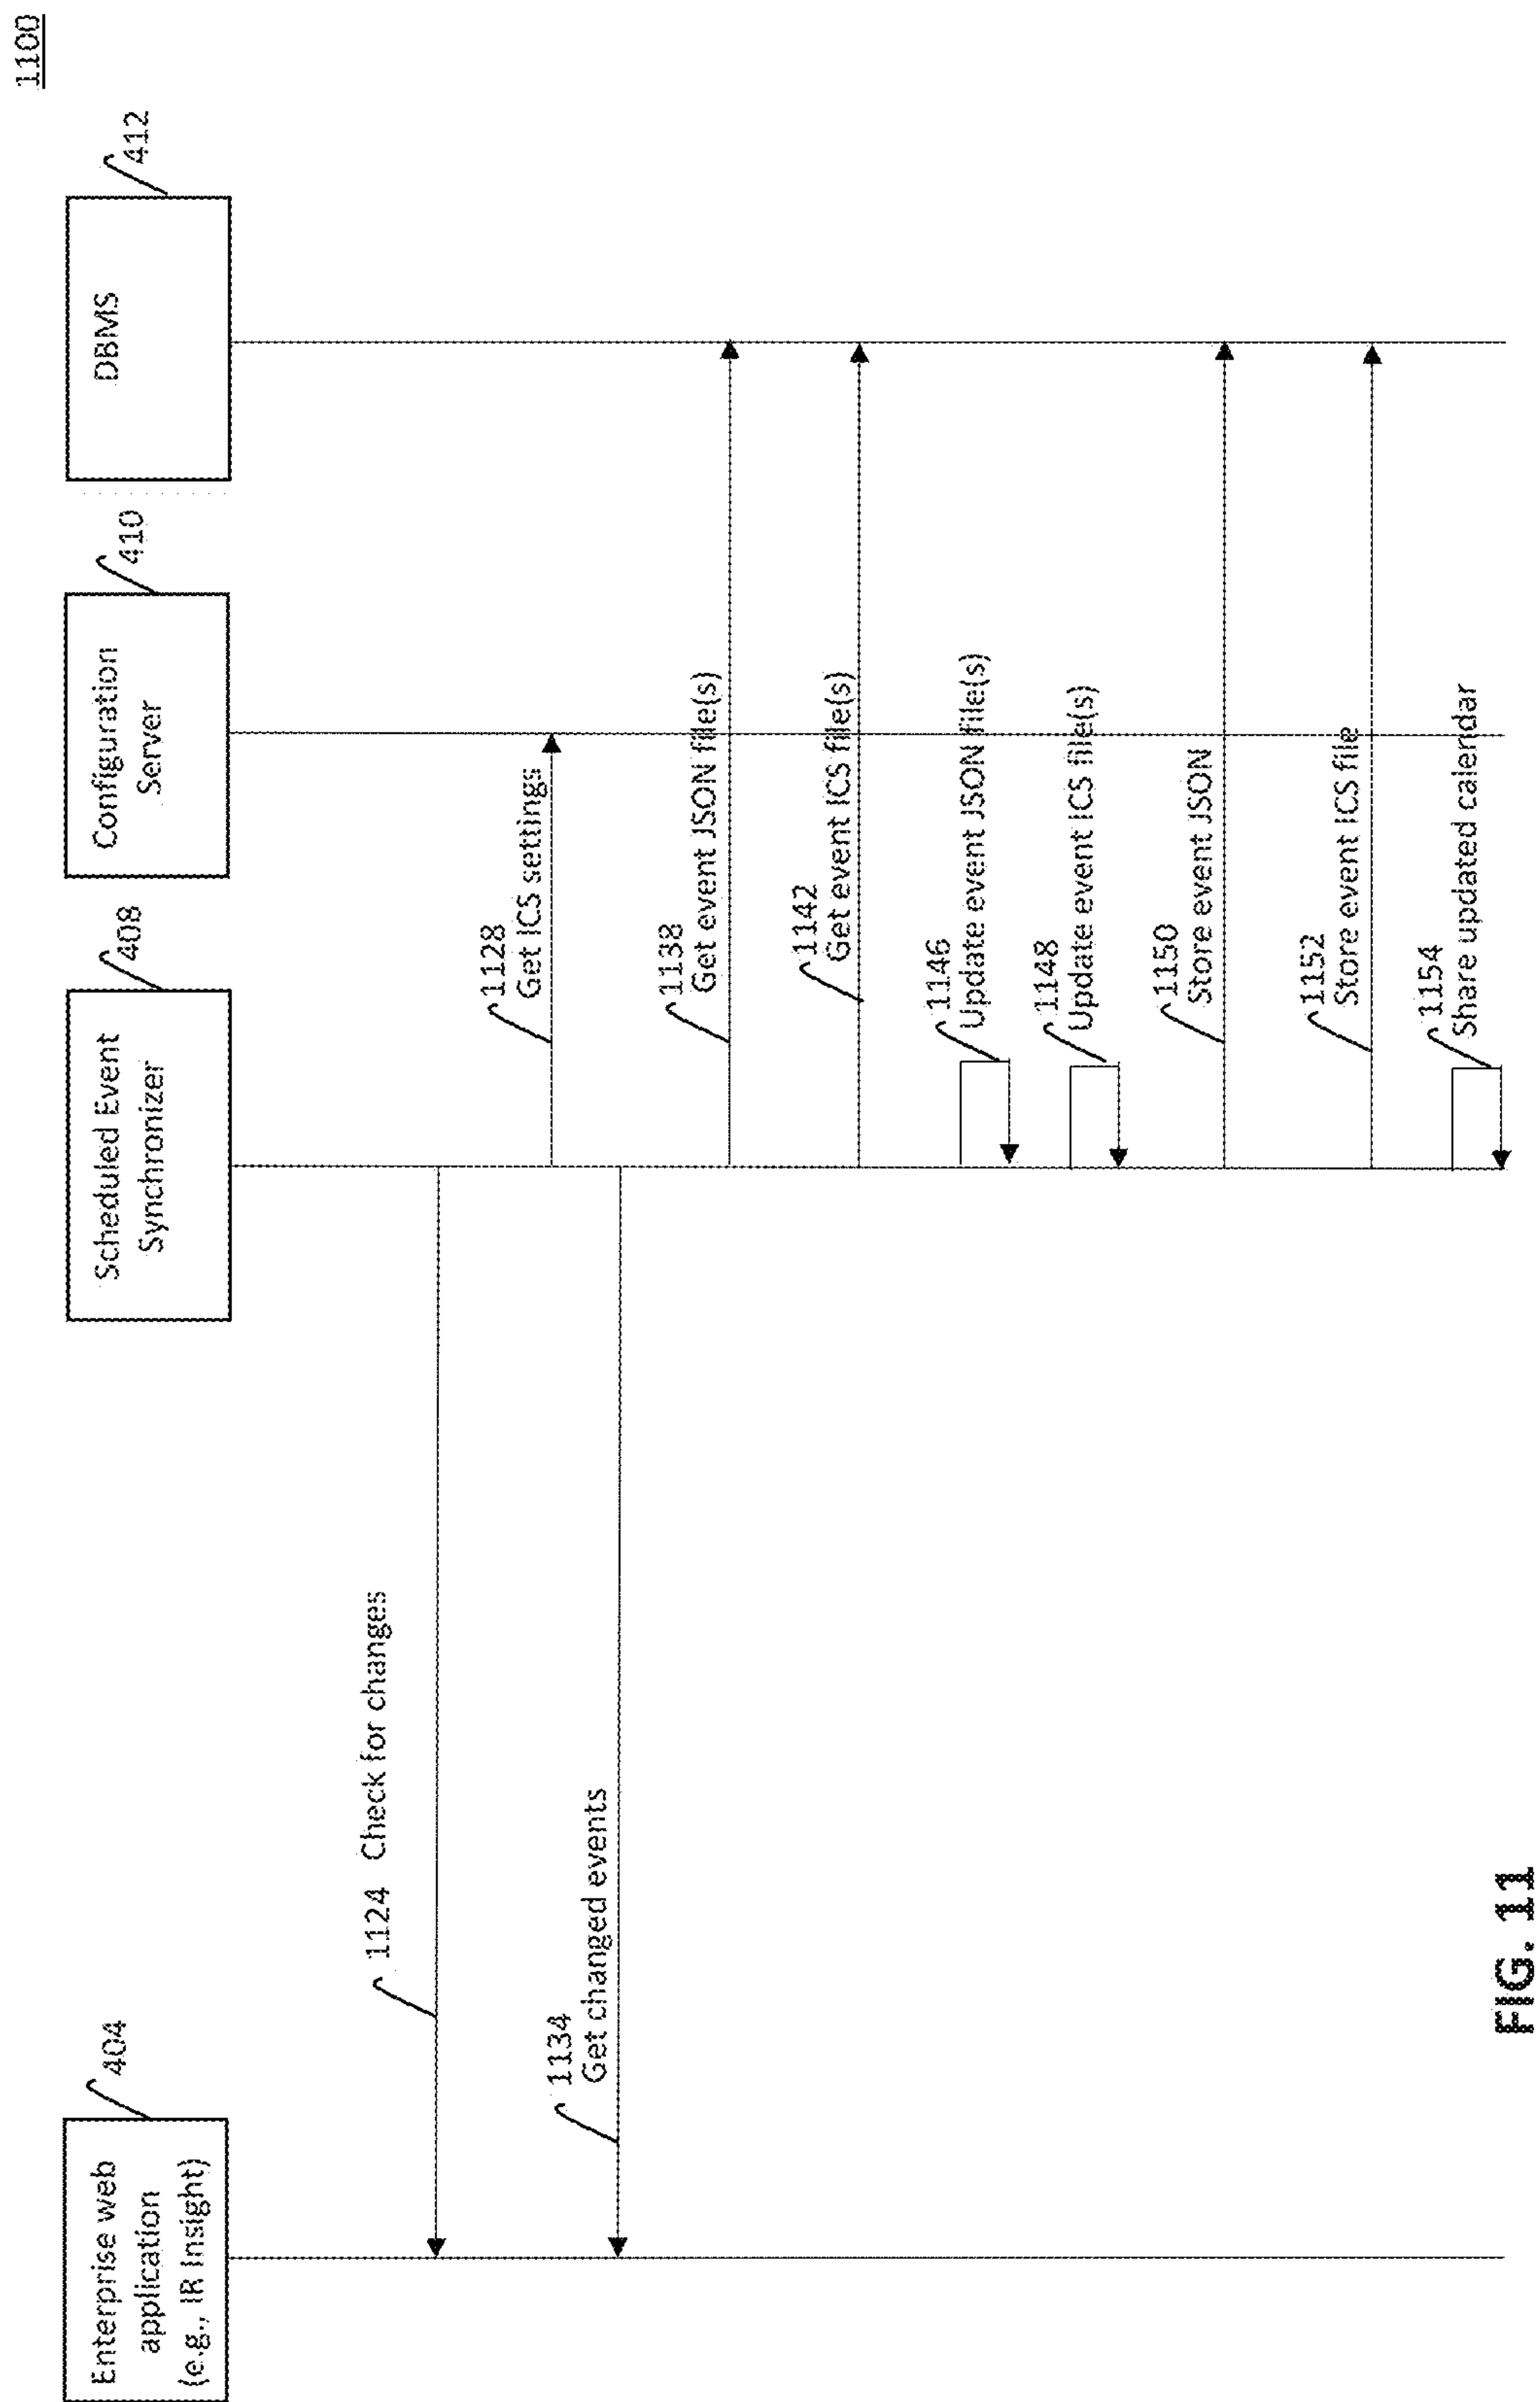 1100
Enterprise web
application
(e.g., IR Insight)
404
Scheduled Event
Synchronizer
408
Configuration
Server
410
DBMS
412
1124 Check for changes
1128
Get ICS settings
1134
Get changed events
1138
Get event JSON file(s)
1142
Get event ICS file(s)
1146
Update event JSON file(s)
1148
Update event ICS file(s)
1150
Store event JSON
1152
Store event ICS file
1154
Share updated calendar
FIG. 11